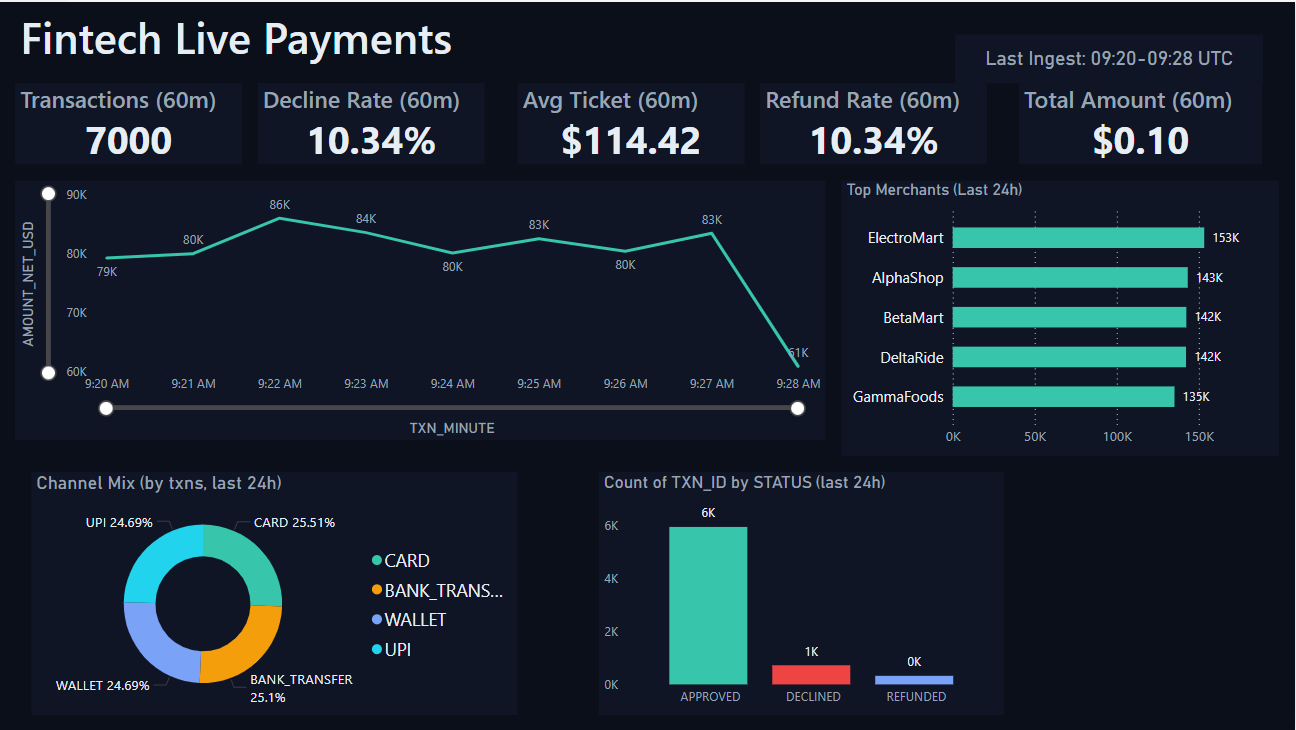 Fintech Live Payments
Last Ingest: 09:20-09:28 UTC
Transactions (60m)
7000
Decline Rate (60m)
10.34%
Avg Ticket (60m)
$114.42
Refund Rate (60m)
10.34%
Total Amount (60m)
$0.10
AMOUNT_NET_USD
90K
80K
70K
60K
79K
80K
86K
84K
80K
83K
80K
83K
61K
9:20 AM
9:21 AM
9:22 AM
9:23 AM
9:24 AM
9:25 AM
9:26 AM
9:27 AM
9:28 AM
TXN_MINUTE
Top Merchants (Last 24h)
ElectroMart 153K
AlphaShop 143K
BetaMart 142K
DeltaRide 142K
GammaFoods 135K
0K 50K 100K 150K
Channel Mix (by txns, last 24h)
UPI 24.69%
CARD 25.51%
WALLET 24.69%
BANK_TRANSFER
25.1%
CARD
BANK_TRANS...
WALLET
UPI
Count of TXN_ID by STATUS (last 24h)
6K
4K
2K
0K
6K
1K
0K
APPROVED
DECLINED
REFUNDED